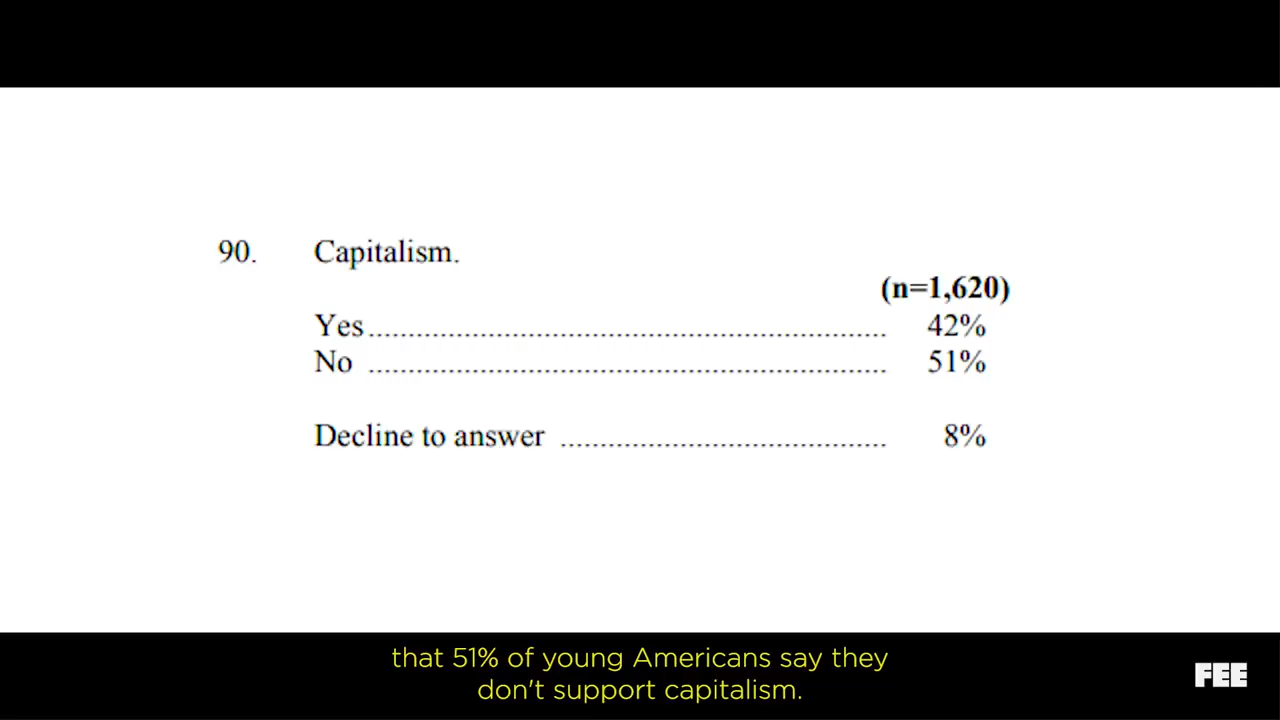 90. Capitalism.
(n=1,620)
Yes................................................................. 42%
No ................................................................. 51%
Decline to answer ......................................... 8%
that 51% of young Americans say they
don't support capitalism.
FEE